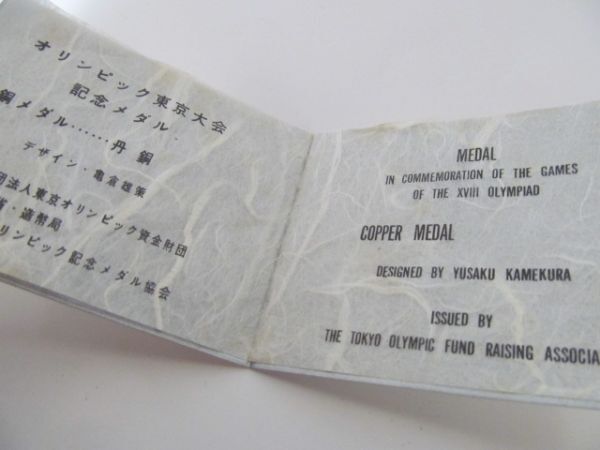 オリンピック東京大会
記念メダル
銅メダル……丹銅
デザイン・亀倉雄策
団法人東京オリンピック資金財団
・造幣局
リンピック記念メダル協会
MEDAL
IN COMMEMORATION OF THE GAMES
OF THE XVIII OLYMPIAD
COPPER MEDAL
DESIGNED BY YUSAKU KAMEKURA
ISSUED BY
THE TOKYO OLYMPIC FUND RAISING ASSOCIA